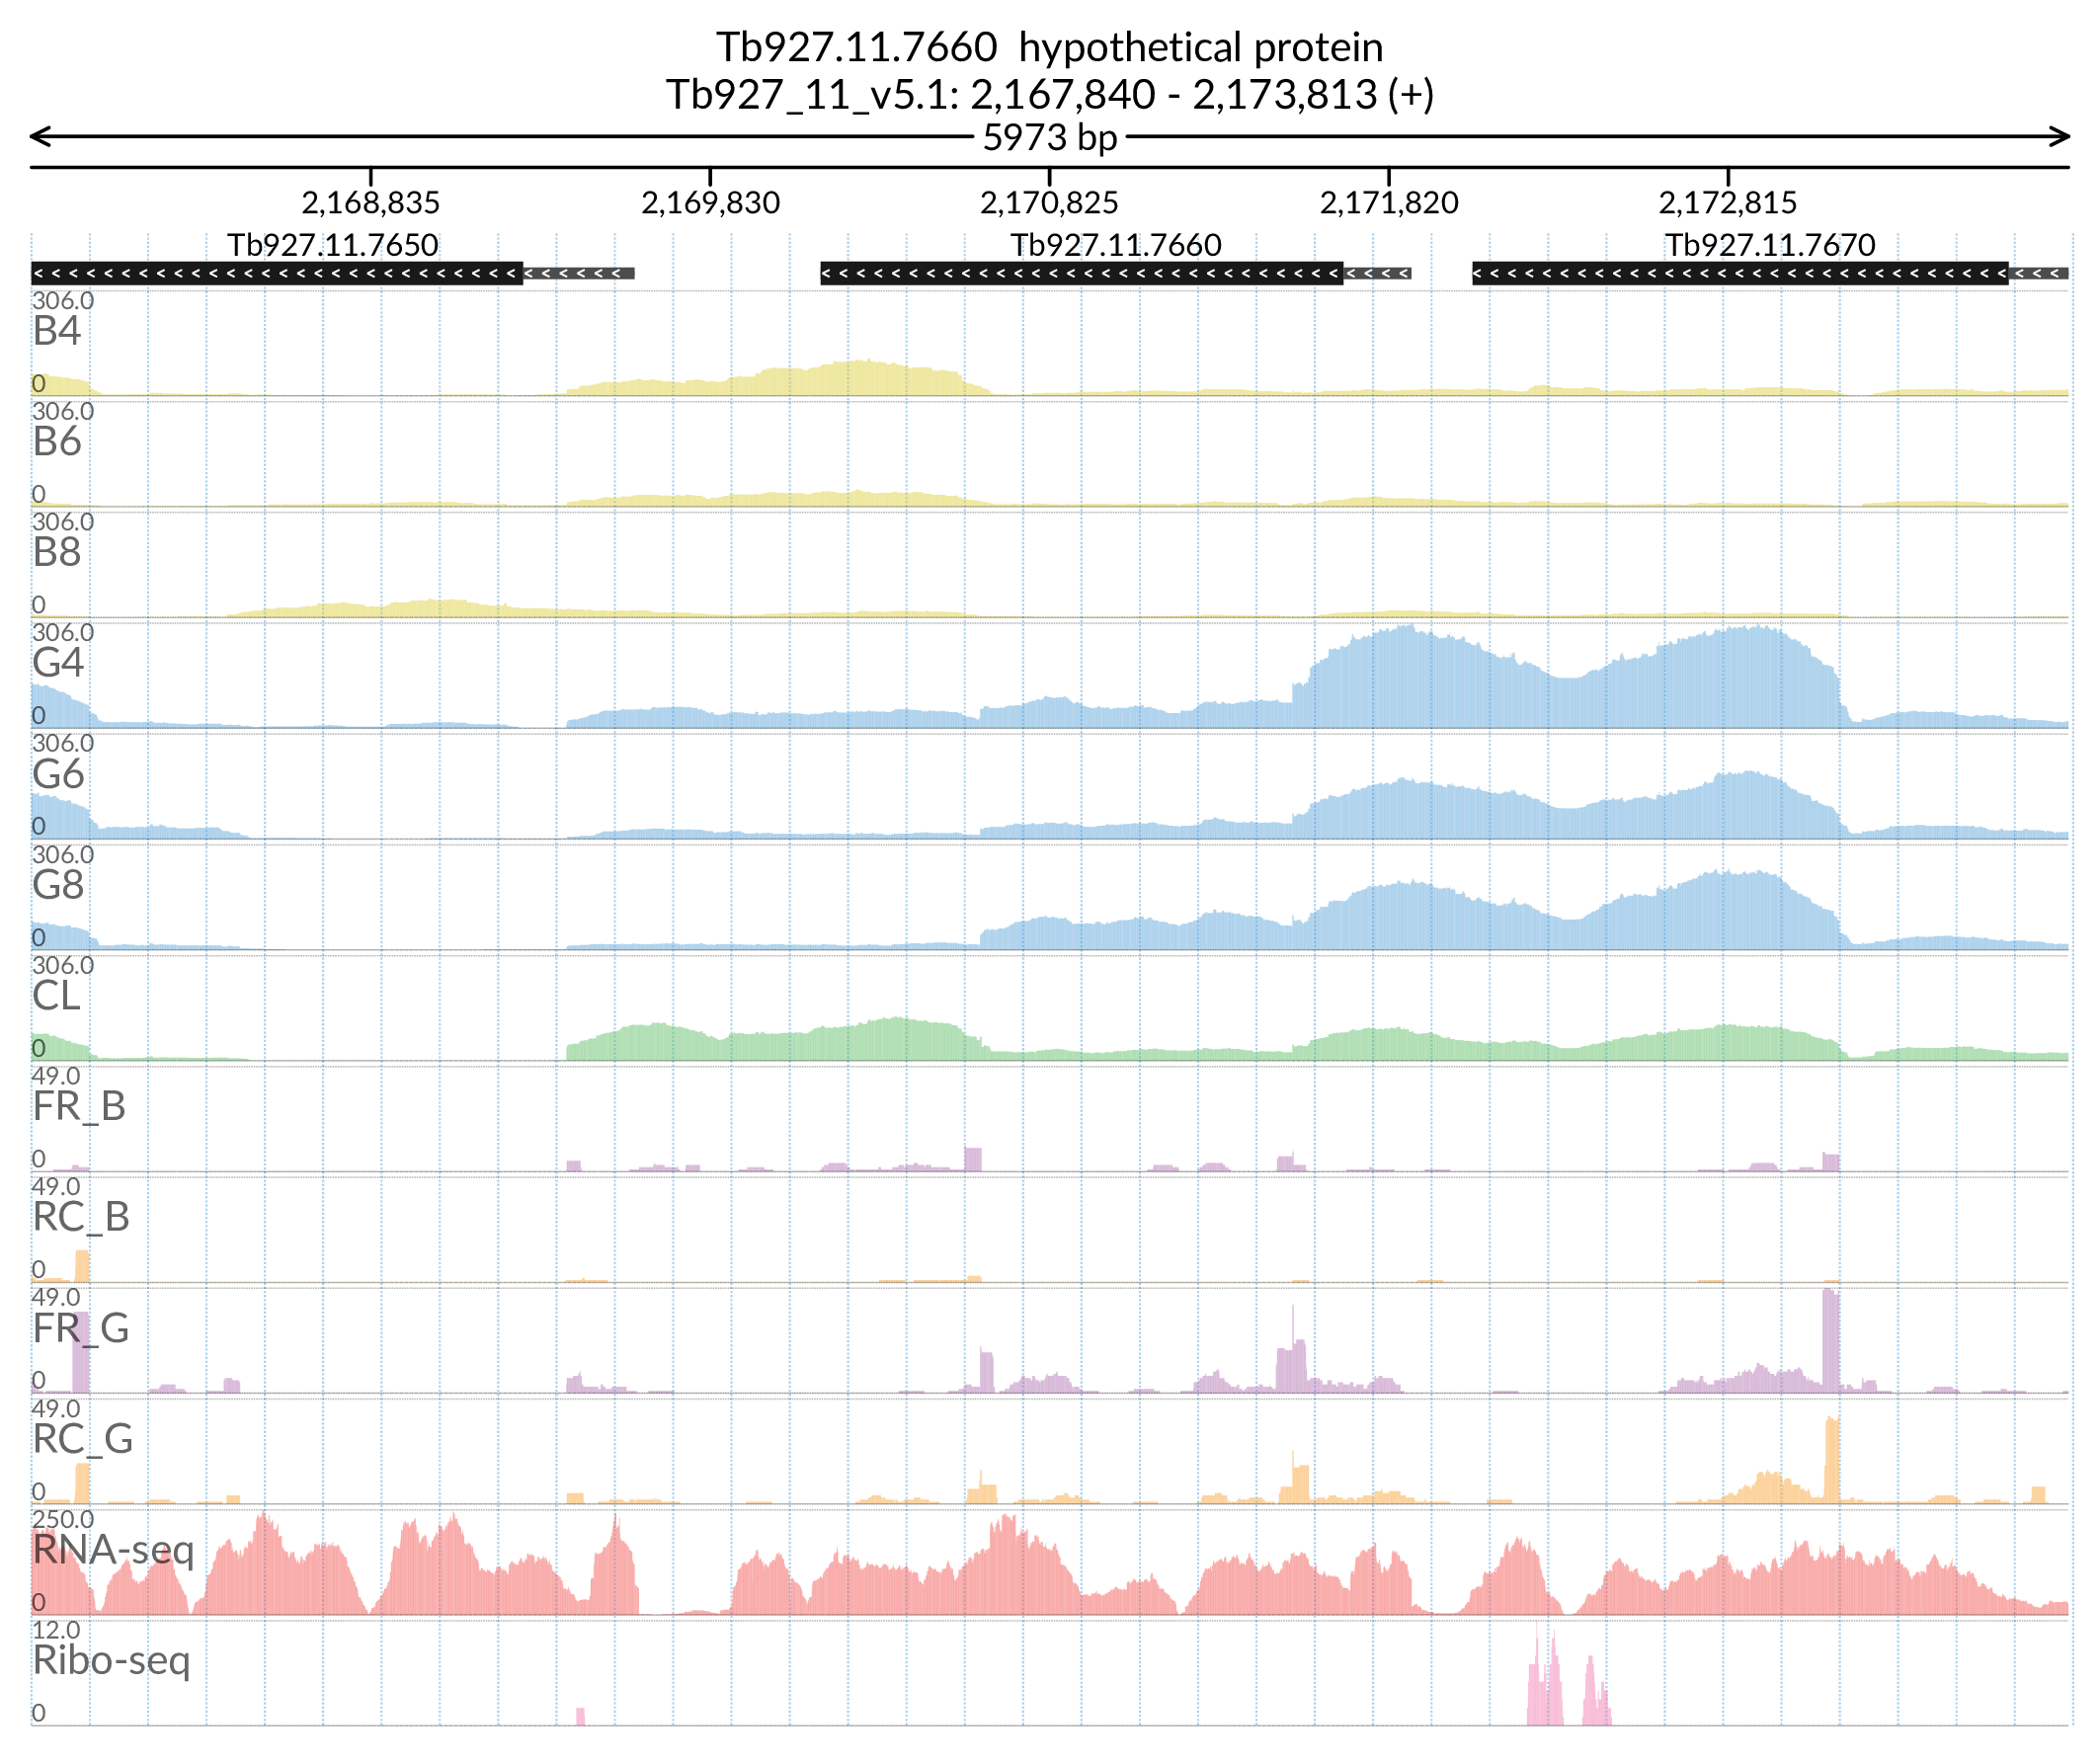 Tb927.11.7660 hypothetical protein
Tb927_11_v5.1: 2,167,840 - 2,173,813 (+)
5973 bp
2,168,835 2,169,830 2,170,825 2,171,820 2,172,815
Tb927.11.7650 Tb927.11.7660 Tb927.11.7670
306.0
B4
0
306.0
B6
0
306.0
B8
0
306.0
G4
0
306.0
G6
0
306.0
G8
0
306.0
CL
0
49.0
FR_B
0
49.0
RC_B
0
49.0
FR_G
0
49.0
RC_G
0
250.0
RNA-seq
0
12.0
Ribo-seq
0